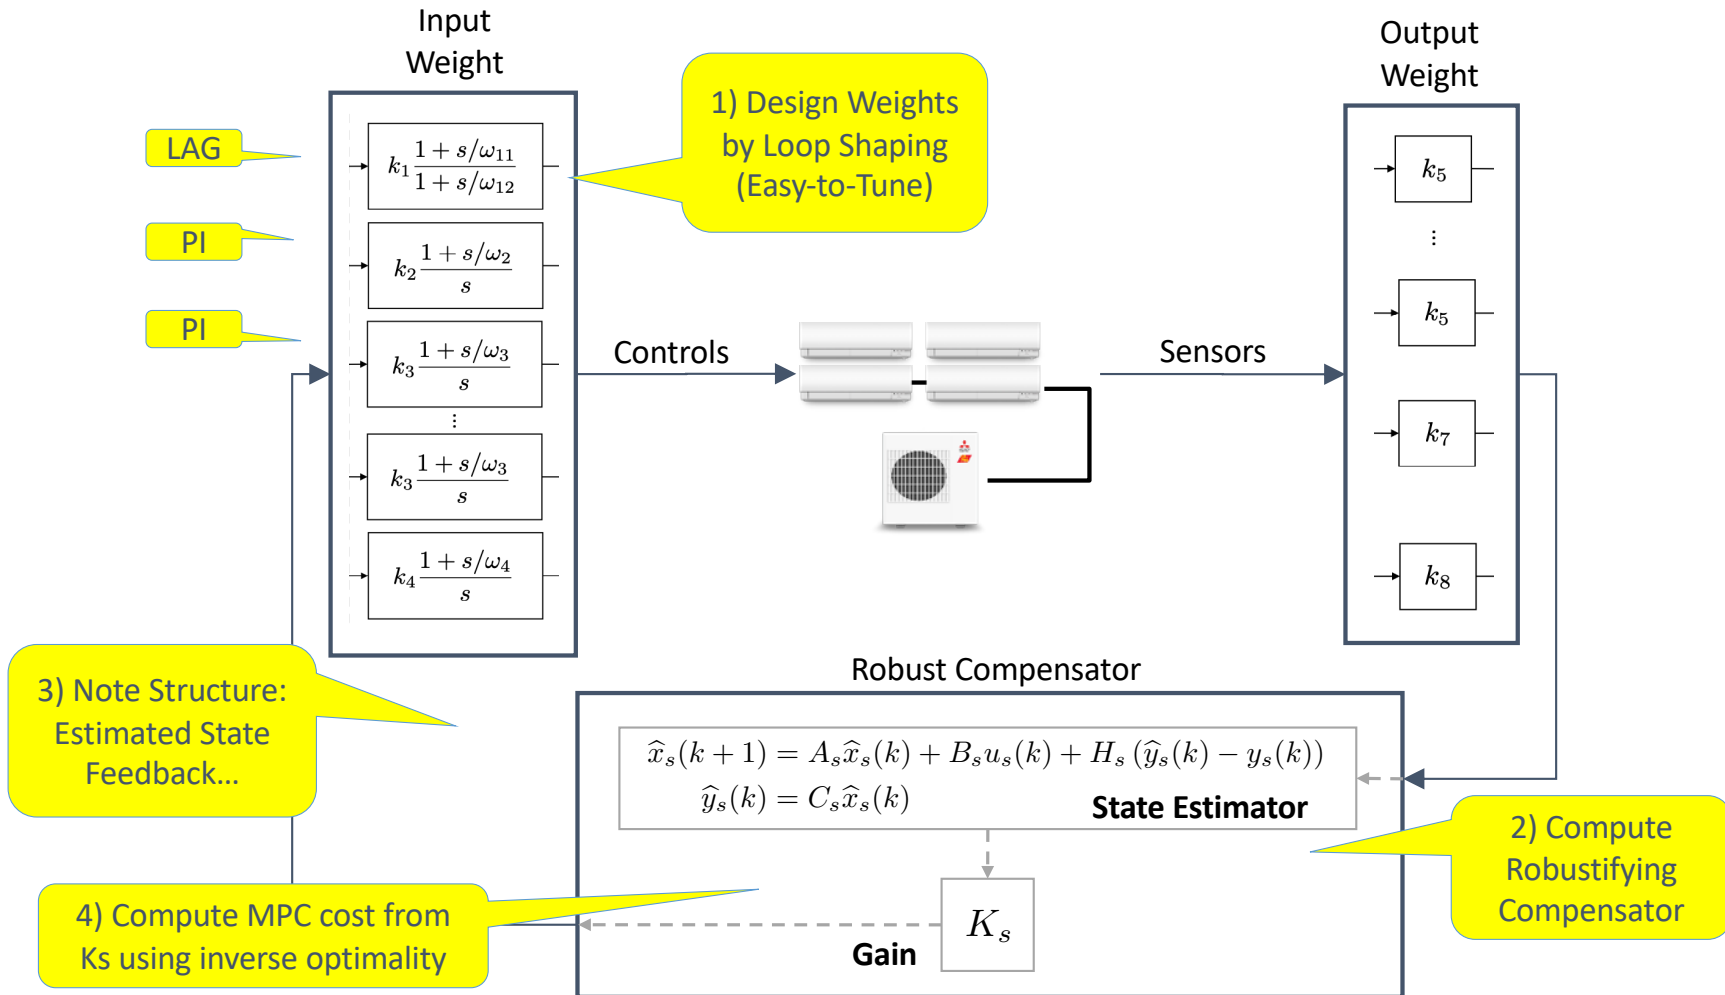 Input
Weight
Output
Weight
1) Design Weights
by Loop Shaping
(Easy-to-Tune)
LAG
PI
PI
k₁ (1 + s/ω₁₁)/(1 + s/ω₁₂)
k₂ (1 + s/ω₂)/s
k₃ (1 + s/ω₃)/s
⋮
k₃ (1 + s/ω₃)/s
k₄ (1 + s/ω₄)/s
Controls
Sensors
k₅
⋮
k₅
k₇
k₈
3) Note Structure:
Estimated State
Feedback...
Robust Compensator
x̂ₛ(k + 1) = Aₛx̂ₛ(k) + Bₛuₛ(k) + Hₛ (ŷₛ(k) − yₛ(k))
ŷₛ(k) = Cₛx̂ₛ(k)
State Estimator
2) Compute
Robustifying
Compensator
4) Compute MPC cost from
Ks using inverse optimality
Kₛ
Gain